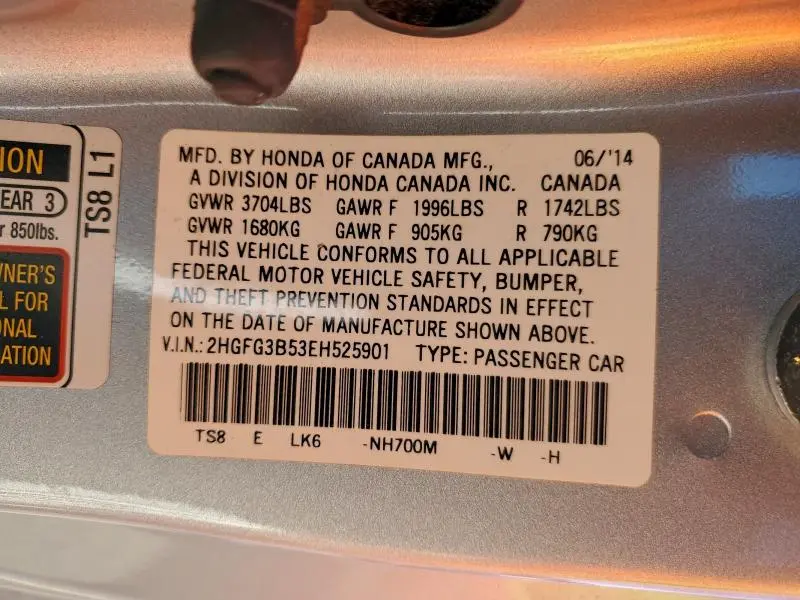 MFD. BY HONDA OF CANADA MFG., 06/'14
A DIVISION OF HONDA CANADA INC. CANADA
GVWR 3704LBS GAWR F 1996LBS R 1742LBS
GVWR 1680KG GAWR F 905KG R 790KG
THIS VEHICLE CONFORMS TO ALL APPLICABLE
FEDERAL MOTOR VEHICLE SAFETY, BUMPER,
AND THEFT PREVENTION STANDARDS IN EFFECT
ON THE DATE OF MANUFACTURE SHOWN ABOVE.
V.I.N.: 2HGFG3B53EH525901 TYPE: PASSENGER CAR
TS8 E LK6 -NH700M -W -H
ION
EAR 3
850lbs.
NER'S
L FOR
NAL
ATION
TS8 L1